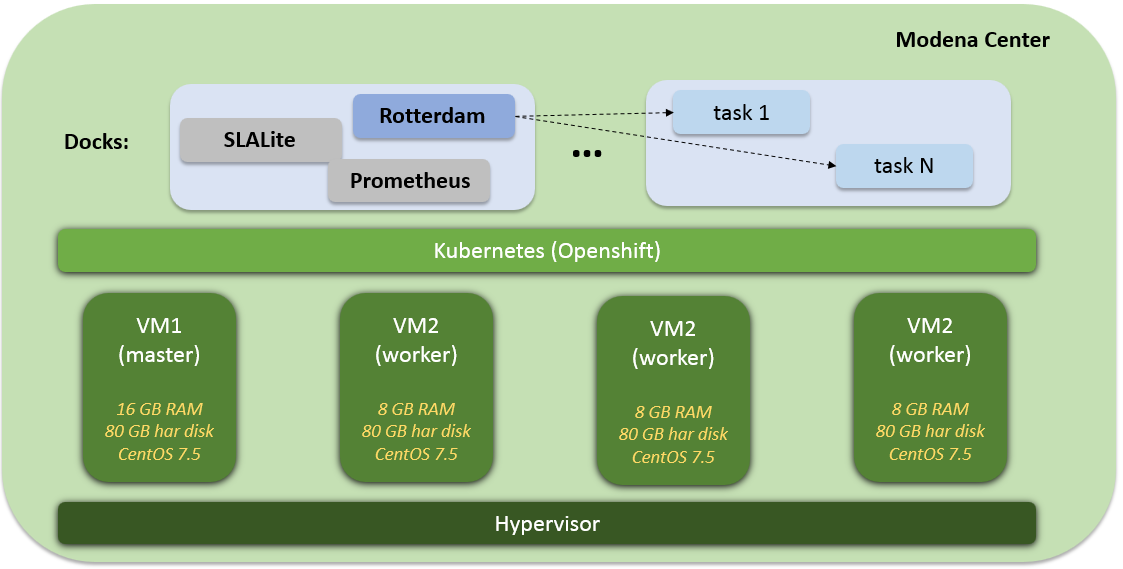 Modena Center
Docks:
SLALite
Rotterdam
Prometheus
...
task 1
task N
Kubernetes (Openshift)
VM1
(master)
16 GB RAM
80 GB har disk
CentOS 7.5
VM2
(worker)
8 GB RAM
80 GB har disk
CentOS 7.5
VM2
(worker)
8 GB RAM
80 GB har disk
CentOS 7.5
VM2
(worker)
8 GB RAM
80 GB har disk
CentOS 7.5
Hypervisor